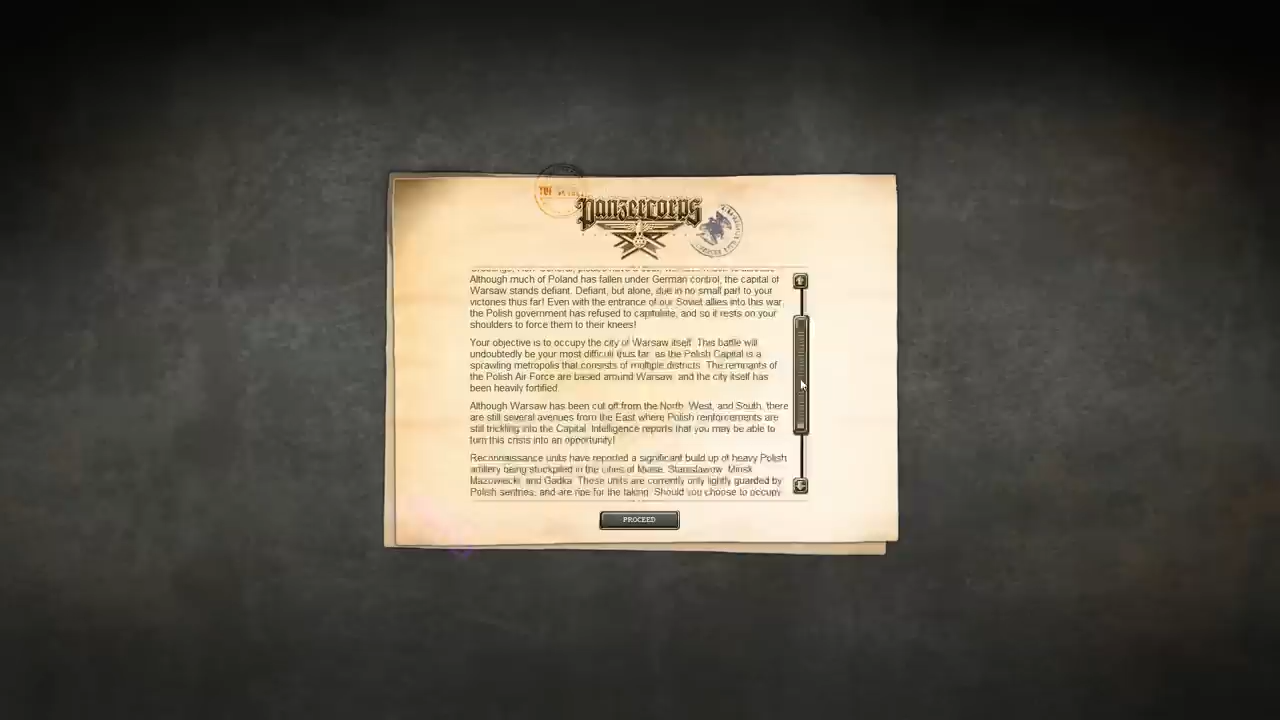 TOP
Panzercorps
Although much of Poland has fallen under German control, the capital of
Warsaw stands defiant. Defiant, but alone, due in no small part to your
victories thus far! Even with the entrance of our Soviet allies into this war,
the Polish government has refused to capitulate, and so it rests on your
shoulders to force them to their knees!
Your objective is to occupy the city of Warsaw itself. This battle will
undoubtedly be your most difficult thus far, as the Polish Capital is a
sprawling metropolis that consists of multiple districts. The remnants of
the Polish Air Force are based around Warsaw, and the city itself has
been heavily fortified.
Although Warsaw has been cut off from the North, West, and South, there
are still several avenues from the East where Polish reinforcements are
still trickling into the Capital. Intelligence reports that you may be able to
turn this crisis into an opportunity!
Reconnaissance units have reported a significant build up of heavy Polish
artillery being stockpiled in the cities of Stanislawow, Minsk
Mazowiecki, and Gadka. These units are currently only lightly guarded by
Polish sentries, and are ripe for the taking. Should you choose to occupy
PROCEED